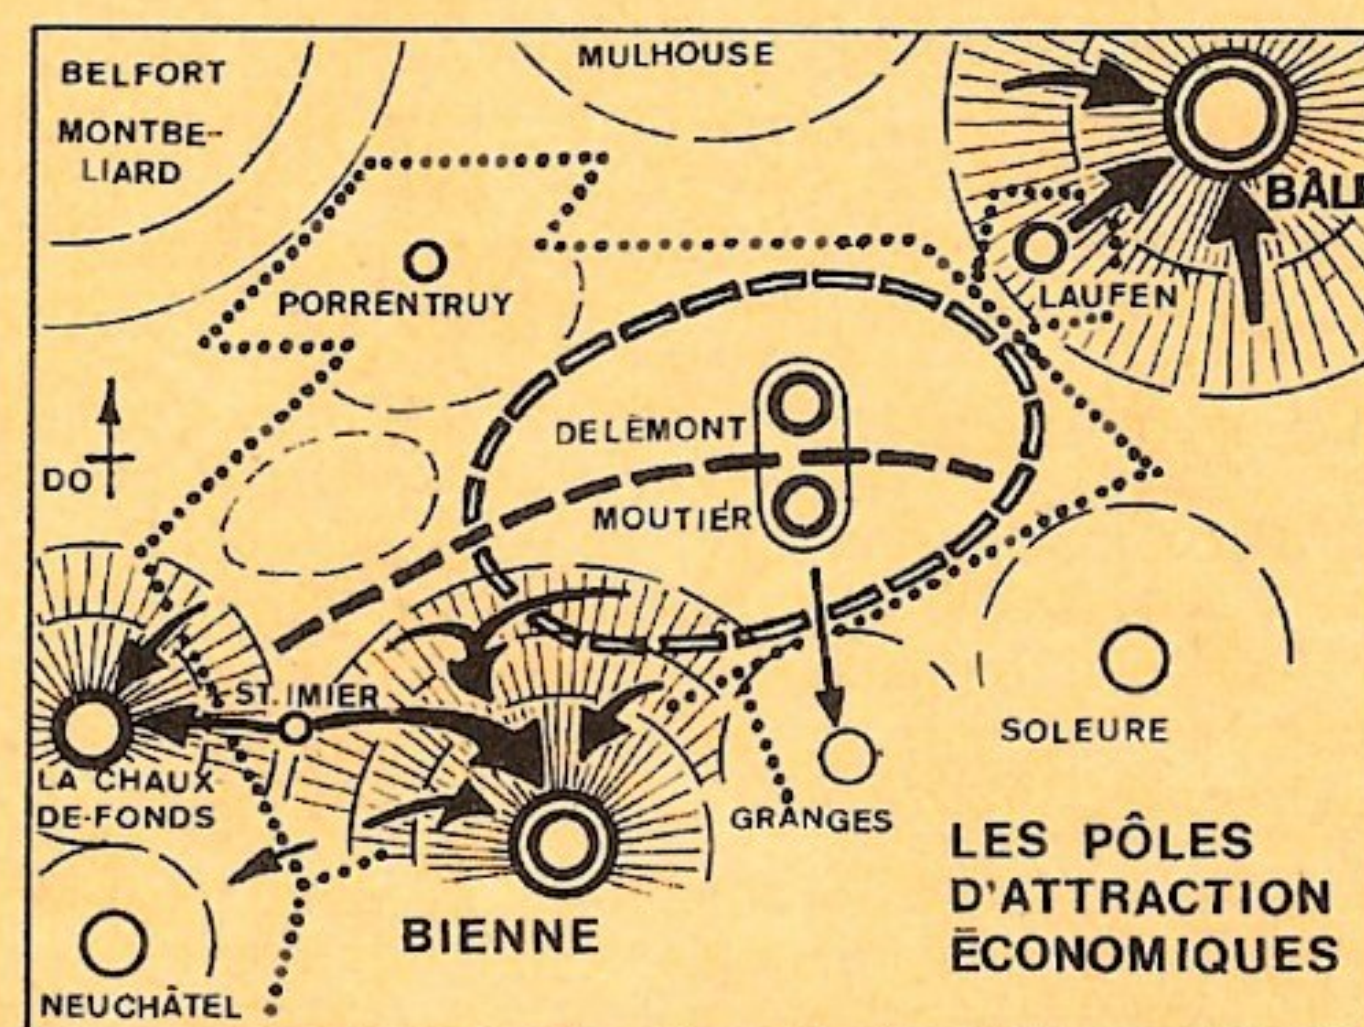 BELFORT
MONTBE-
LIARD
MULHOUSE
BÂLE
PORRENTRUY
LAUFEN
DELÉMONT
DO
MOUTIER
ST. IMIER
LA CHAUX
DE-FONDS
SOLEURE
GRANGES
BIENNE
NEUCHÂTEL
LES PÔLES
D'ATTRACTION
ÉCONOMIQUES